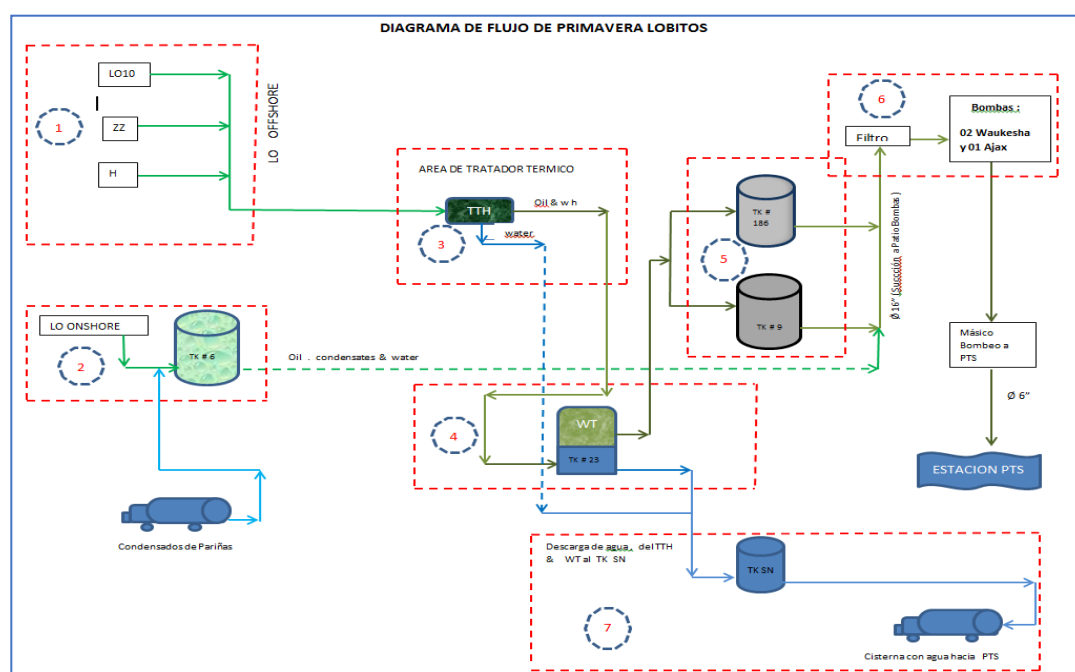 DIAGRAMA DE FLUJO DE PRIMAVERA LOBITOS
LO10
ZZ
H
1
LO OFFSHORE
AREA DE TRATADOR TERMICO
TTH
Oil & w h
water
3
6
Filtro
Bombas :
02 Waukesha
y 01 Ajax
TK #
186
5
TK # 9
Ø 16" (Succción a Patio Bombas)
LO ONSHORE
2
TK # 6
Oil . condensates & water
Másico
Bombeo a
PTS
Ø 6"
4
WT
TK # 23
ESTACION PTS
Condensados de Pariñas
Descarga de agua del TTH
& WT al TK SN
TK SN
7
Cisterna con agua hacia PTS